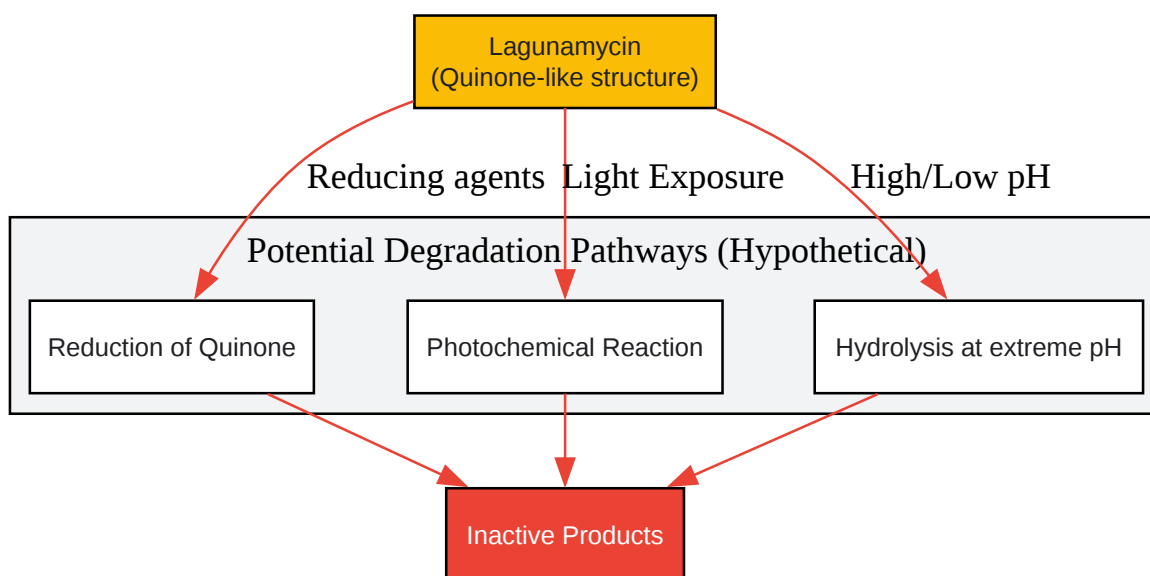 Lagunamycin
(Quinone-like structure)
Reducing agents
Light Exposure
High/Low pH
Potential Degradation Pathways (Hypothetical)
Reduction of Quinone
Photochemical Reaction
Hydrolysis at extreme pH
Inactive Products